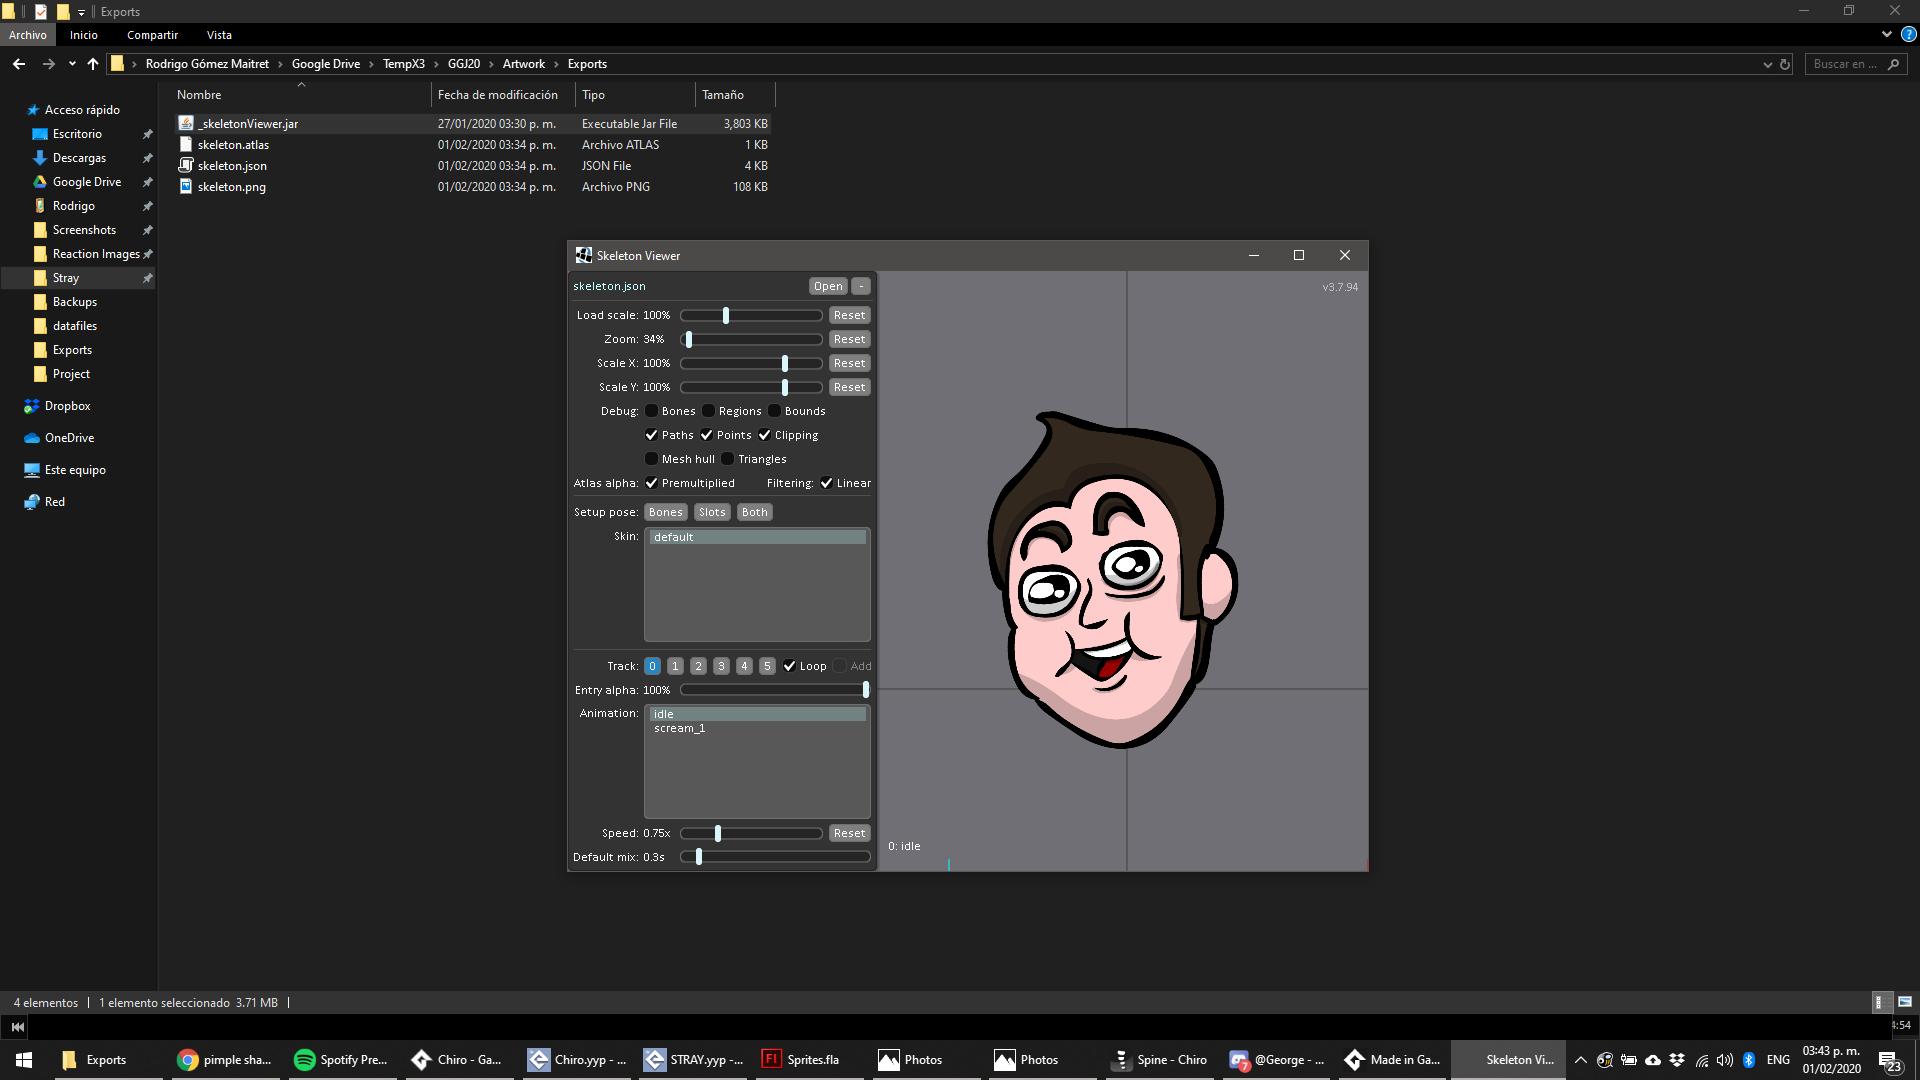 Exports
Archivo Inicio Compartir Vista
Rodrigo Gómez Maitret > Google Drive > TempX3 > GGJ20 > Artwork > Exports
Buscar en ...
Nombre Fecha de modificación Tipo Tamaño
_skeletonViewer.jar 27/01/2020 03:30 p. m. Executable Jar File 3,803 KB
skeleton.atlas 01/02/2020 03:34 p. m. Archivo ATLAS 1 KB
skeleton.json 01/02/2020 03:34 p. m. JSON File 4 KB
skeleton.png 01/02/2020 03:34 p. m. Archivo PNG 108 KB
Acceso rápido
Escritorio
Descargas
Google Drive
Rodrigo
Screenshots
Reaction Images
Stray
Backups
datafiles
Exports
Project
Dropbox
OneDrive
Este equipo
Red
Skeleton Viewer
skeleton.json Open -
v3.7.94
Load scale: 100% Reset
Zoom: 34% Reset
Scale X: 100% Reset
Scale Y: 100% Reset
Debug: Bones Regions Bounds
Paths Points Clipping
Mesh hull Triangles
Atlas alpha: Premultiplied Filtering: Linear
Setup pose: Bones Slots Both
Skin: default
Track: 0 1 2 3 4 5 Loop Add
Entry alpha: 100%
Animation: idle
scream_1
Speed: 0.75x Reset
Default mix: 0.3s
0: idle
4 elementos 1 elemento seleccionado 3.71 MB
4:54
Exports pimple sha... Spotify Pre... Chiro - Ga... Chiro.yyp - ... STRAY.yyp -... Fl Sprites.fla Photos Photos Spine - Chiro 7 @George - ... Made in Ga... Skeleton Vi... ENG 03:43 p. m. 23
01/02/2020